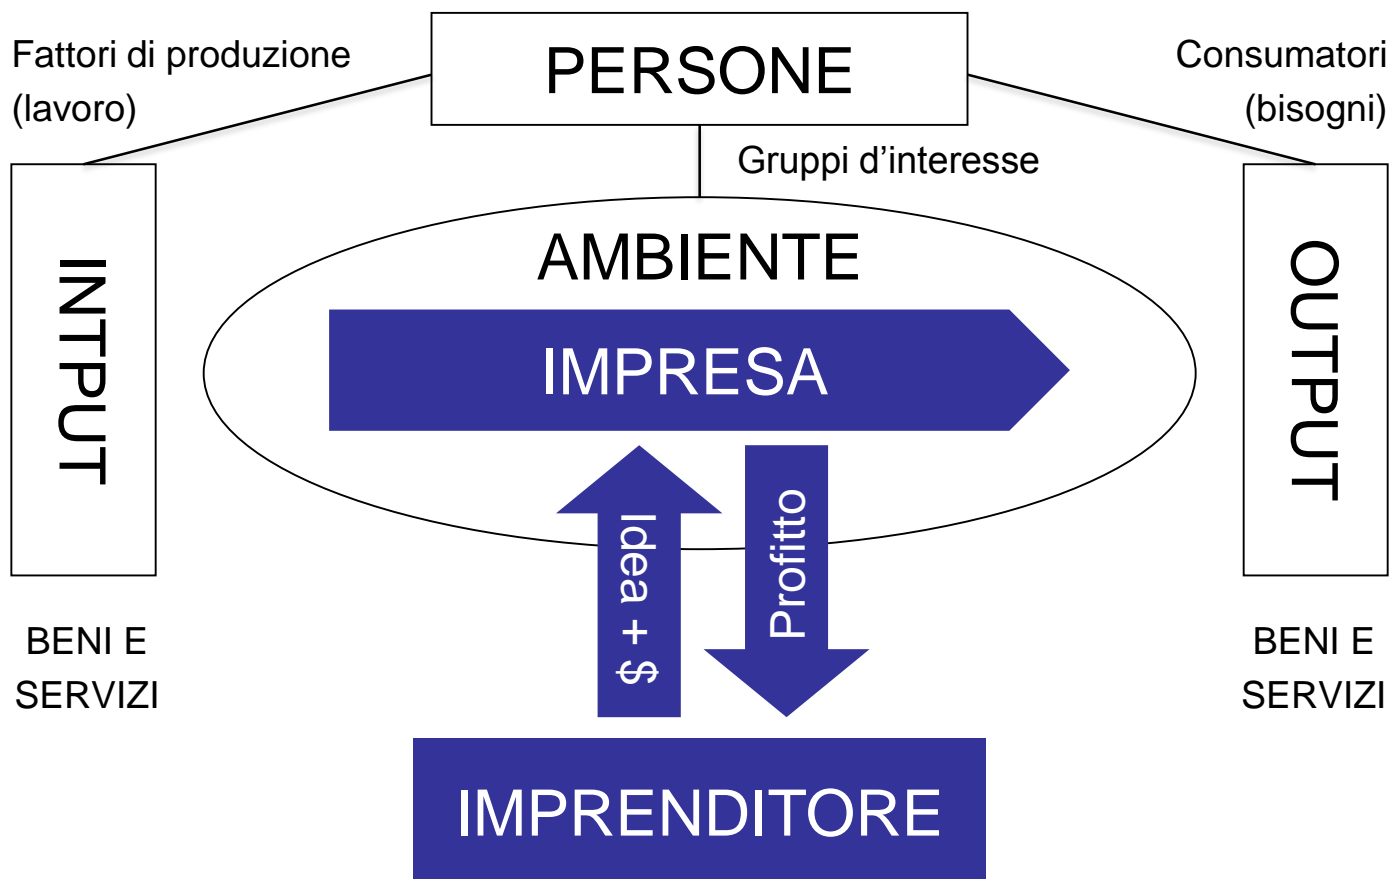 Fattori di produzione
(lavoro)
PERSONE
Consumatori
(bisogni)
Gruppi d’interesse
AMBIENTE
INTPUT
IMPRESA
OUTPUT
Idea + $
Profitto
BENI E
SERVIZI
BENI E
SERVIZI
IMPRENDITORE